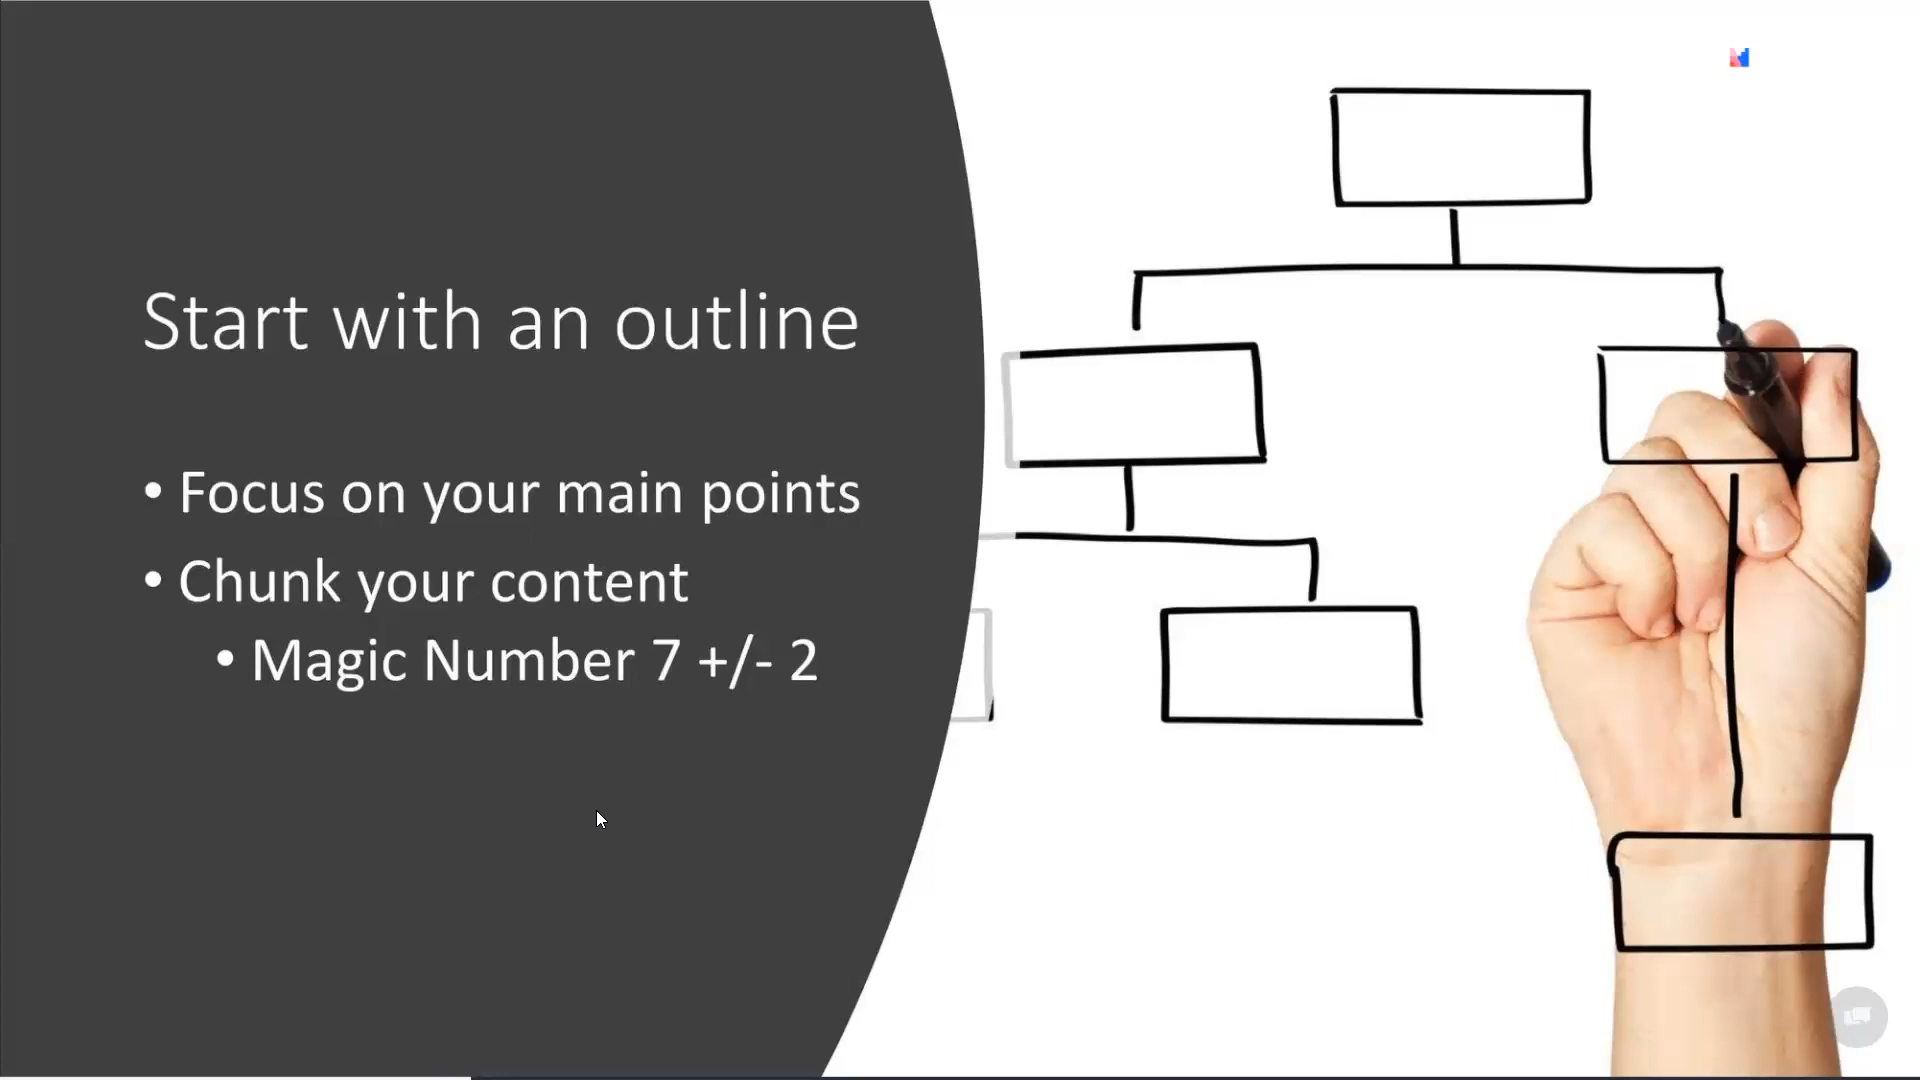 Start with an outline
• Focus on your main points
• Chunk your content
• Magic Number 7 +/- 2